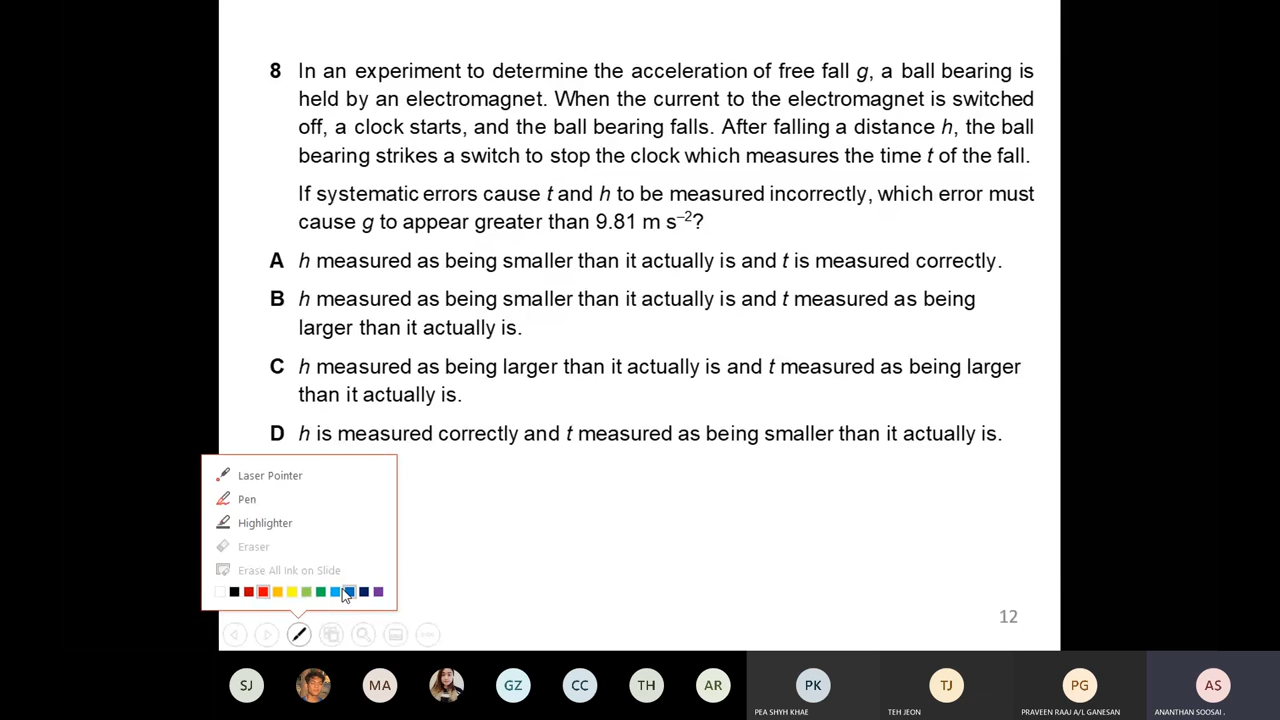 8 In an experiment to determine the acceleration of free fall g, a ball bearing is
held by an electromagnet. When the current to the electromagnet is switched
off, a clock starts, and the ball bearing falls. After falling a distance h, the ball
bearing strikes a switch to stop the clock which measures the time t of the fall.
If systematic errors cause t and h to be measured incorrectly, which error must
cause g to appear greater than 9.81 m s⁻²?
A h measured as being smaller than it actually is and t is measured correctly.
B h measured as being smaller than it actually is and t measured as being
larger than it actually is.
C h measured as being larger than it actually is and t measured as being larger
than it actually is.
D h is measured correctly and t measured as being smaller than it actually is.
Laser Pointer
Pen
Highlighter
Eraser
Erase All Ink on Slide
12
SJ MA GZ CC TH AR PK TJ PG AS
PEA SHYH KHAE TEH JEON PRAVEEN RAAJ A/L GANESAN ANANTHAN SOOSAI .